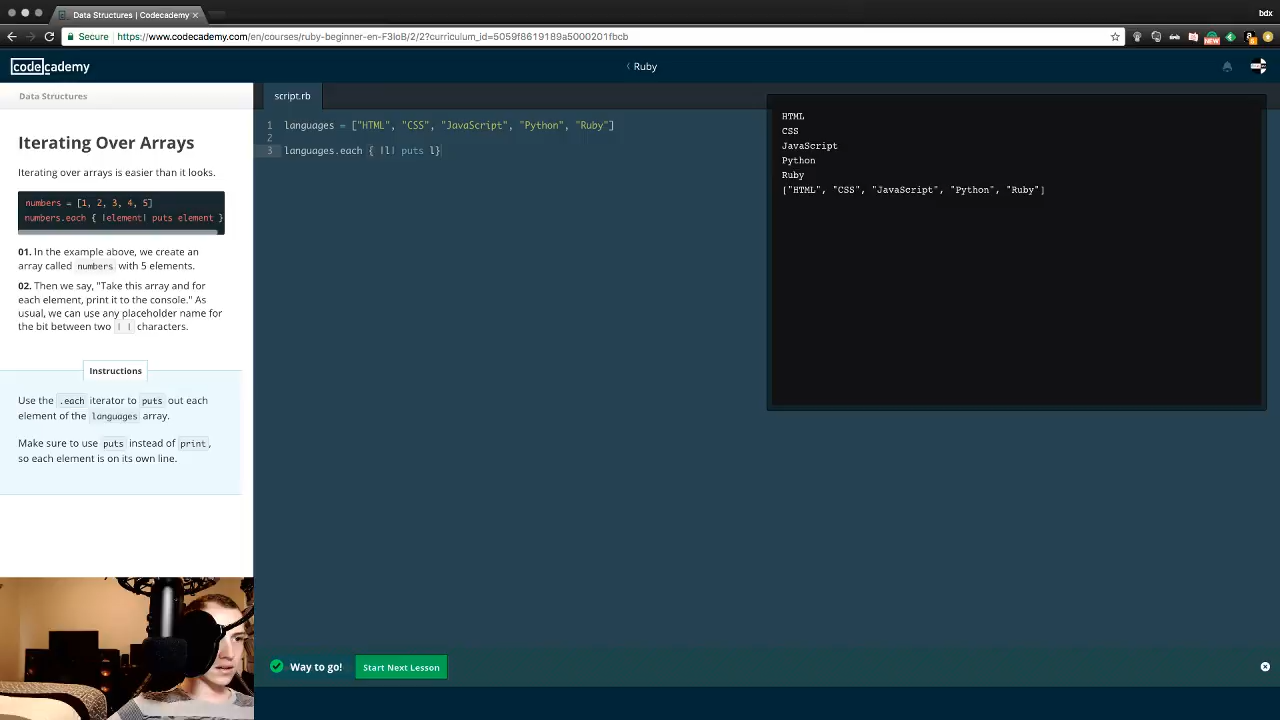 Data Structures | Codecademy ×
bdx
Secure https://www.codecademy.com/en/courses/ruby-beginner-en-F3loB/2/2?curriculum_id=5059f8619189a5000201fbcb
NEW
code cademy
Ruby
Data Structures
script.rb
Iterating Over Arrays
Iterating over arrays is easier than it looks.
numbers = [1, 2, 3, 4, 5]
numbers.each { |element| puts element }
01. In the example above, we create an
array called numbers with 5 elements.
02. Then we say, "Take this array and for
each element, print it to the console." As
usual, we can use any placeholder name for
the bit between two | | characters.
Instructions
Use the .each iterator to puts out each
element of the languages array.
Make sure to use puts instead of print,
so each element is on its own line.
1 languages = ["HTML", "CSS", "JavaScript", "Python", "Ruby"]
2
3 languages.each { |l| puts l}
HTML
CSS
JavaScript
Python
Ruby
["HTML", "CSS", "JavaScript", "Python", "Ruby"]
Way to go! Start Next Lesson